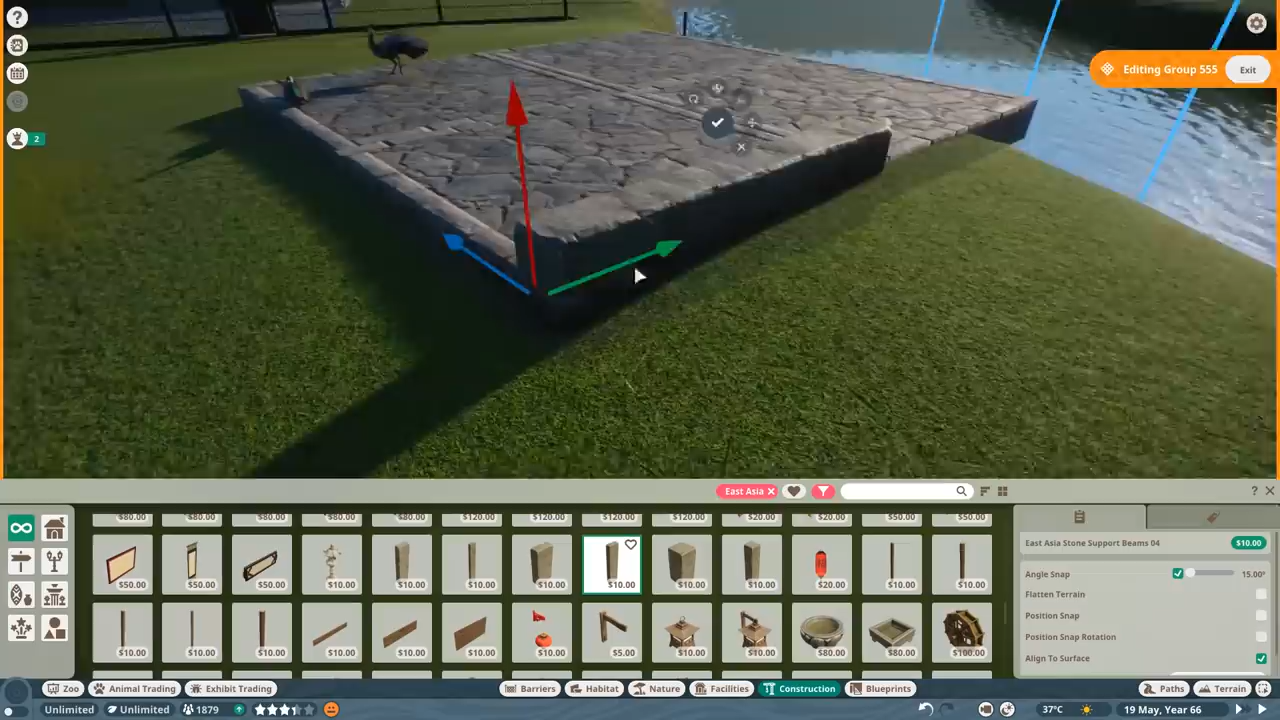 ?
Editing Group 555
Exit
2
East Asia ×
? ×
$80.00 $80.00 $80.00 $80.00 $80.00 $120.00 $120.00 $120.00 $120.00 $20.00 $20.00 $50.00 $50.00
$50.00 $50.00 $50.00 $10.00 $10.00 $10.00 $10.00 $10.00 $10.00 $10.00 $20.00 $10.00 $10.00
$10.00 $10.00 $10.00 $10.00 $10.00 $10.00 $10.00 $5.00 $10.00 $10.00 $80.00 $80.00 $100.00
East Asia Stone Support Beams 04 $10.00
Angle Snap 15.00°
Flatten Terrain
Position Snap
Position Snap Rotation
Align To Surface
Zoo Animal Trading Exhibit Trading Barriers Habitat Nature Facilities Construction Blueprints Paths Terrain
Unlimited Unlimited 1879 37°C 19 May, Year 66